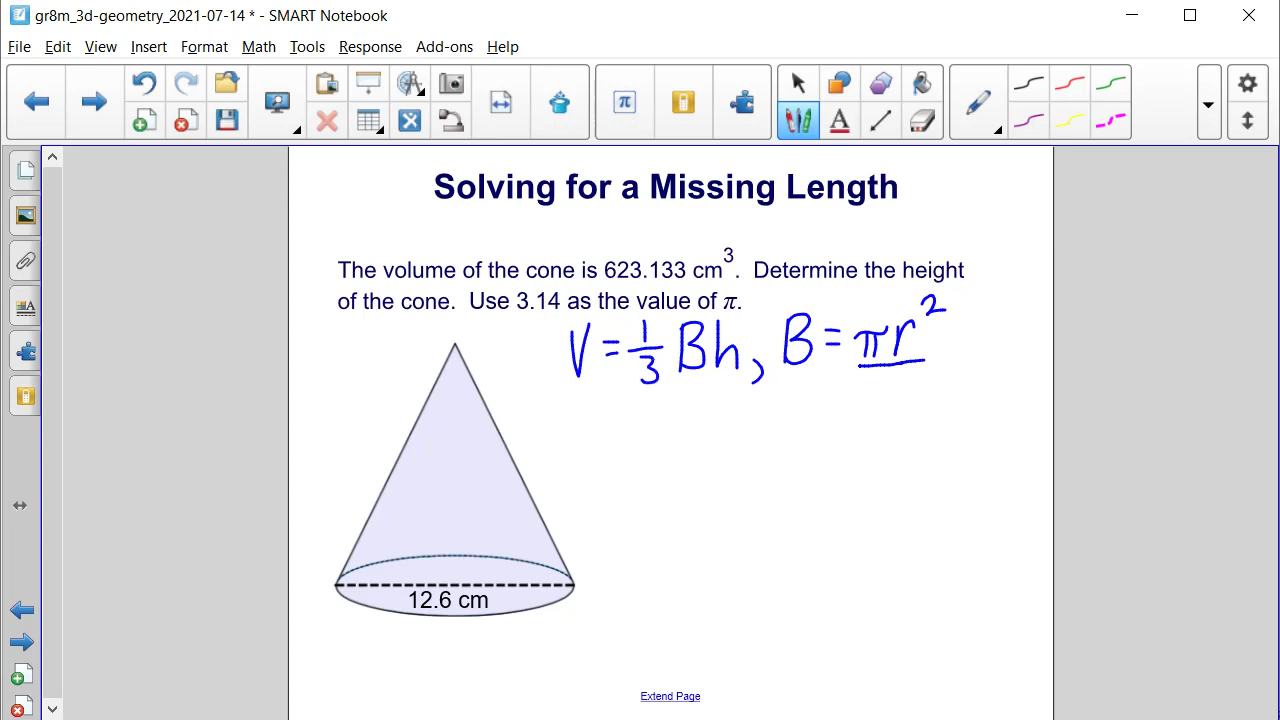 gr8m_3d-geometry_2021-07-14 * - SMART Notebook
File Edit View Insert Format Math Tools Response Add-ons Help
Solving for a Missing Length
The volume of the cone is 623.133 cm³. Determine the height
of the cone. Use 3.14 as the value of π.
V = 1/3 Bh, B = πr²
12.6 cm
Extend Page